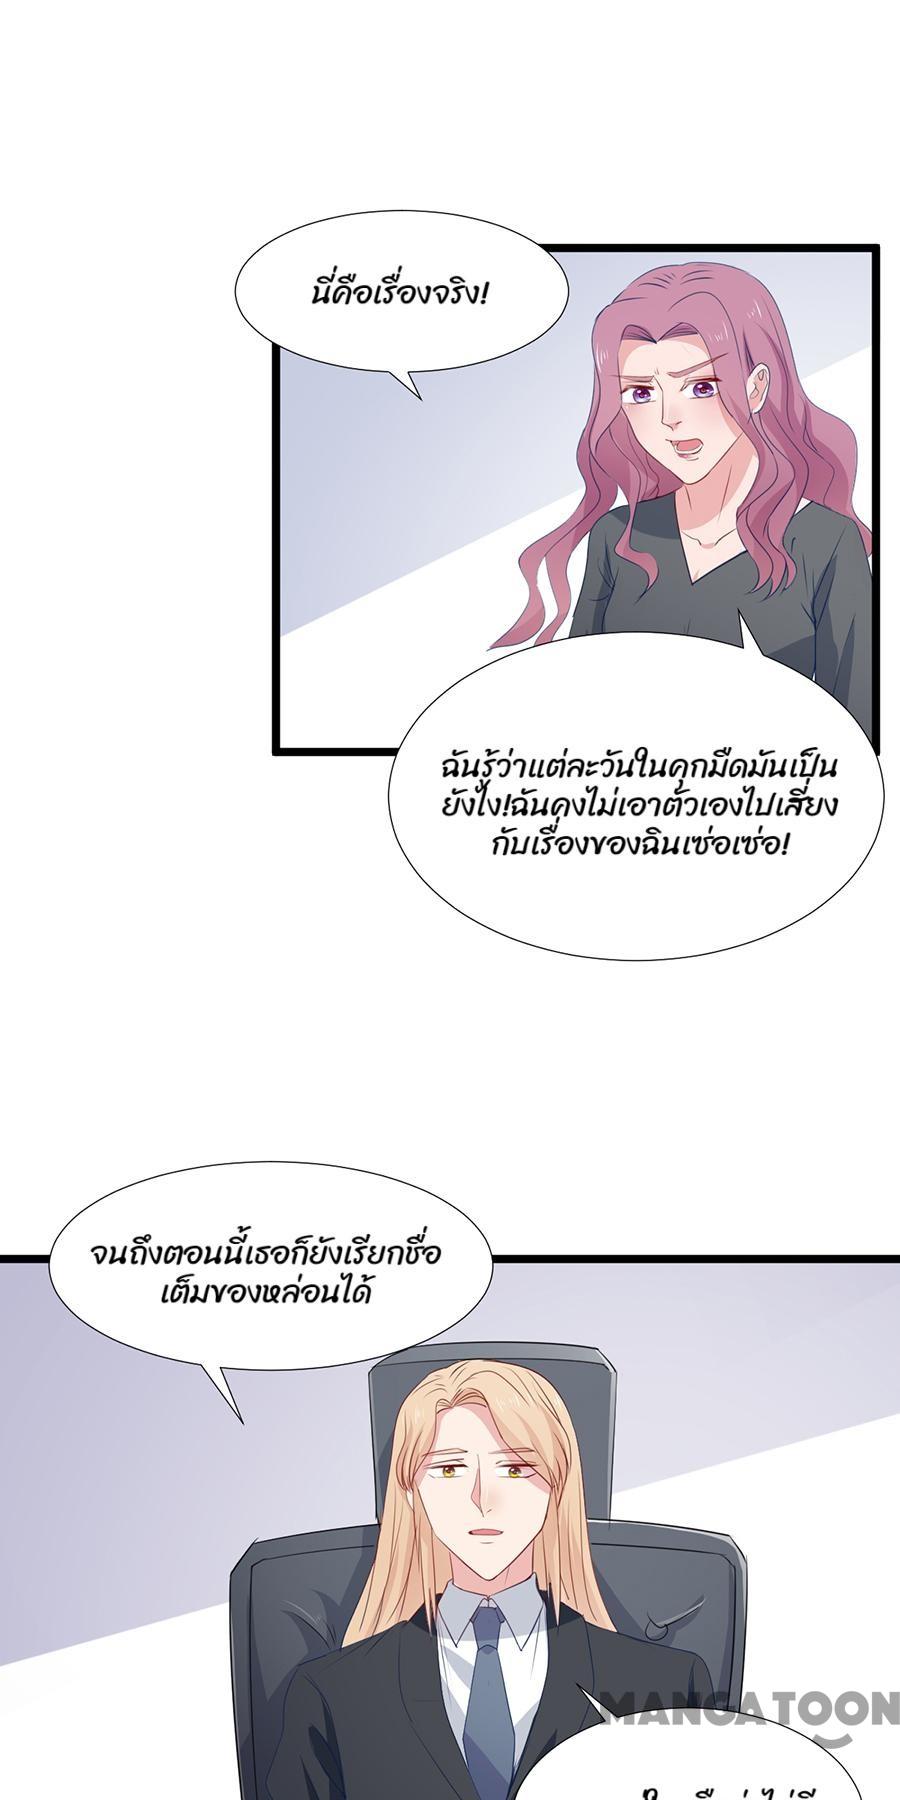 นี่คือเรื่องจริง!
ฉันรู้ว่าแต่ละวันในคุกมืดมันเป็น
ยังไง!ฉันคงไม่เอาตัวเองไปเสี่ยง
กับเรื่องของฉินเซ่อเซ่อ!
จนถึงตอนนี้เธอก็ยังเรียกชื่อ
เต็มของหล่อนได้
MANGATOON